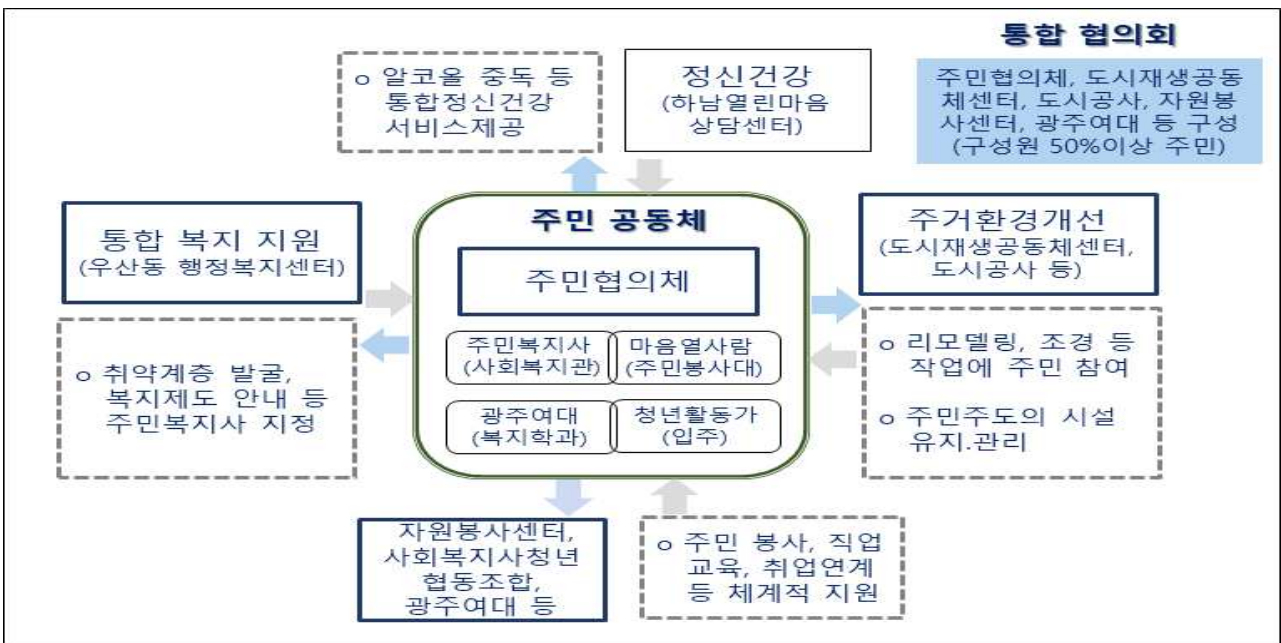 통합 협의회
주민협의체, 도시재생공동
체센터, 도시공사, 자원봉
사센터, 광주여대 등 구성
(구성원 50%이상 주민)
o 알코올 중독 등
통합정신건강
서비스제공
정신건강
(하남열린마음
상담센터)
통합 복지 지원
(우산동 행정복지센터)
o 취약계층 발굴,
복지제도 안내 등
주민복지사 지정
주민 공동체
주민협의체
주민복지사
(사회복지관)
마음열사람
(주민봉사대)
광주여대
(복지학과)
청년활동가
(입주)
주거환경개선
(도시재생공동체센터,
도시공사 등)
o 리모델링, 조경 등
작업에 주민 참여
o 주민주도의 시설
유지.관리
자원봉사센터,
사회복지사청년
협동조합,
광주여대 등
o 주민 봉사, 직업
교육, 취업연계
등 체계적 지원